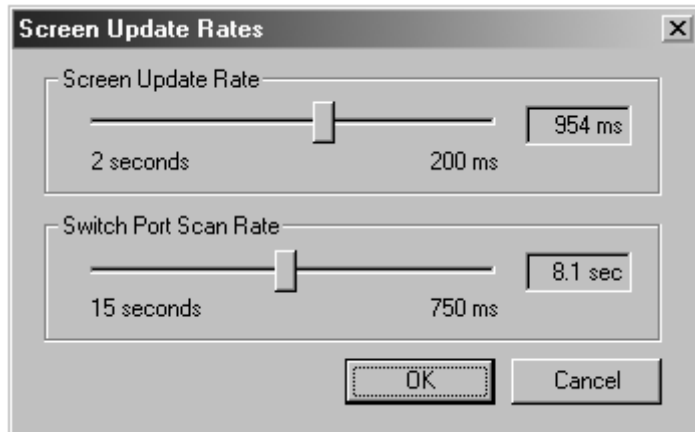 Screen Update Rates
Screen Update Rate
954 ms
2 seconds 200 ms
Switch Port Scan Rate
8.1 sec
15 seconds 750 ms
OK Cancel